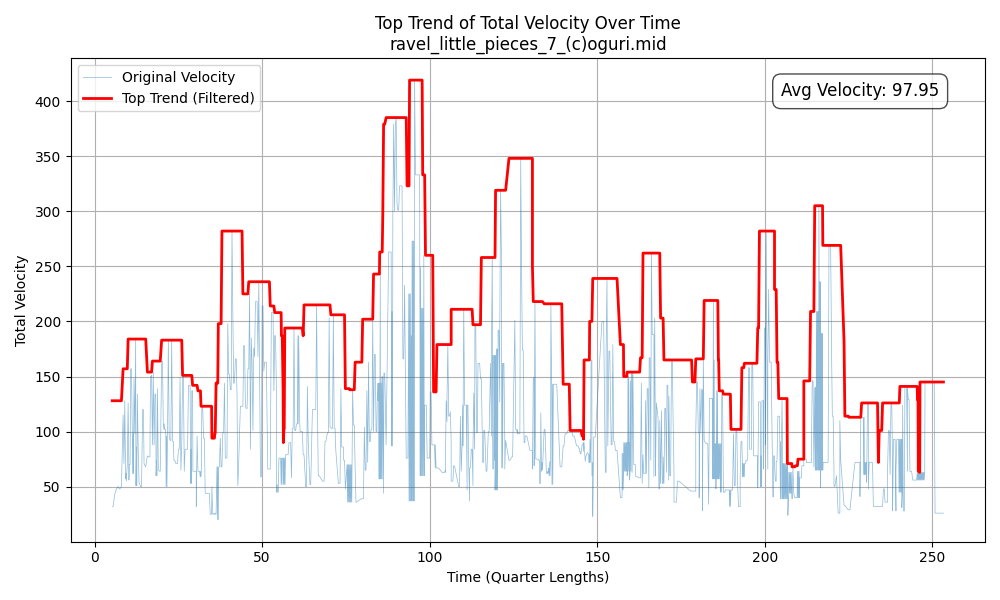 Top Trend of Total Velocity Over Time
ravel_little_pieces_7_(c)oguri.mid
Original Velocity
Top Trend (Filtered)
Avg Velocity: 97.95
Total Velocity
400
350
300
250
200
150
100
50
0
50
100
150
200
250
Time (Quarter Lengths)